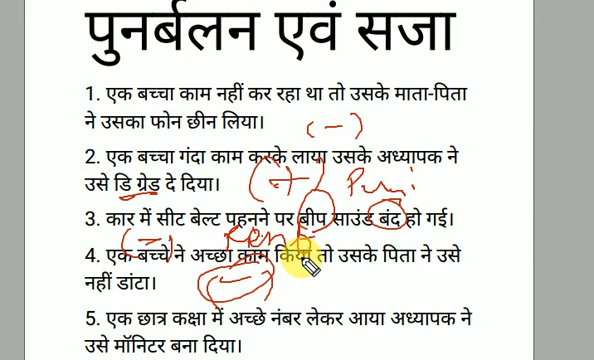 पुनर्बलन एवं सजा
1. एक बच्चा काम नहीं कर रहा था तो उसके माता-पिता
ने उसका फोन छीन लिया।
(-)
2. एक बच्चा गंदा काम करके लाया उसके अध्यापक ने
उसे डि ग्रेड दे दिया।
(+)
3. कार में सीट बेल्ट पहनने पर बीप साउंड बंद हो गई।
(-)
4. एक बच्चे ने अच्छा काम किया तो उसके पिता ने उसे
नहीं डांटा।
5. एक छात्र कक्षा में अच्छे नंबर लेकर आया अध्यापक ने
उसे मॉनिटर बना दिया।